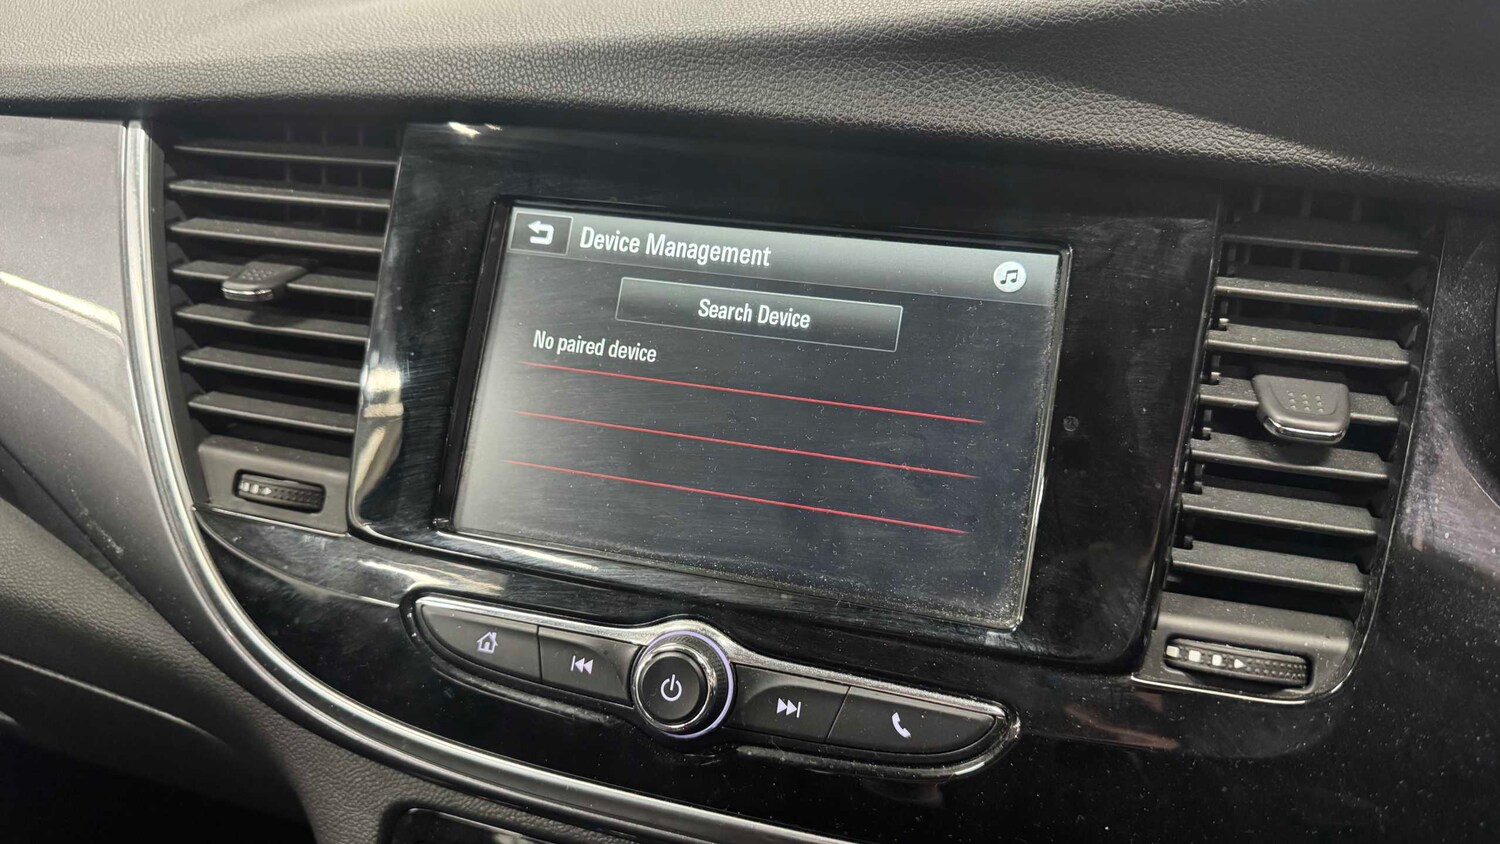 Device Management
Search Device
No paired device